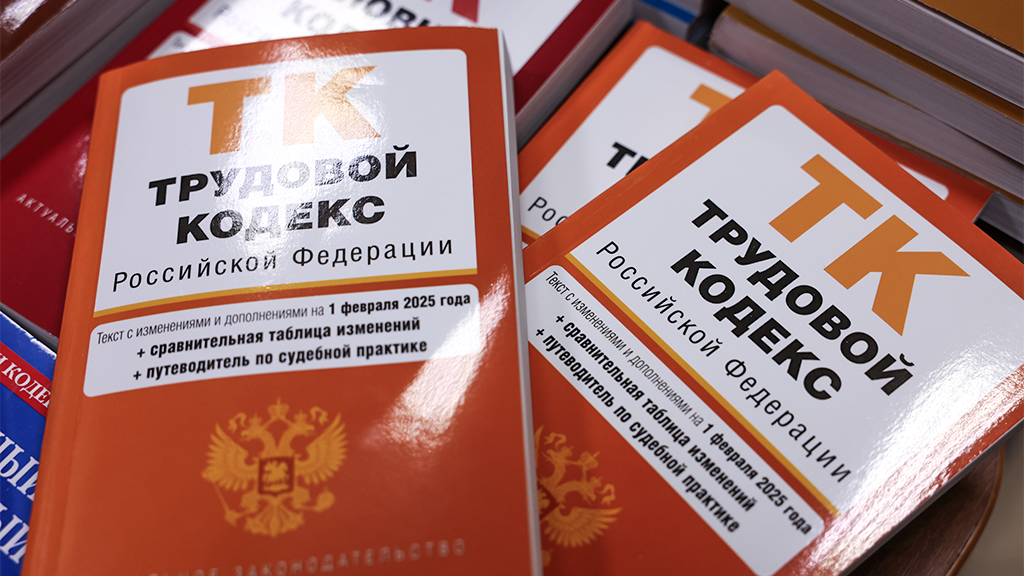 ТК
ТРУДОВОЙ
КОДЕКС
Российской Федерации
Текст с изменениями и дополнениями на 1 февраля 2025 года
+ сравнительная таблица изменений
+ путеводитель по судебной практике
ЗАКОНОДАТЕЛЬСТВО
ТК
ТРУДОВОЙ
КОДЕКС
Российской Федерации
Текст с изменениями и дополнениями на 1 февраля 2025 года
+ сравнительная таблица изменений
+ путеводитель по судебной практике